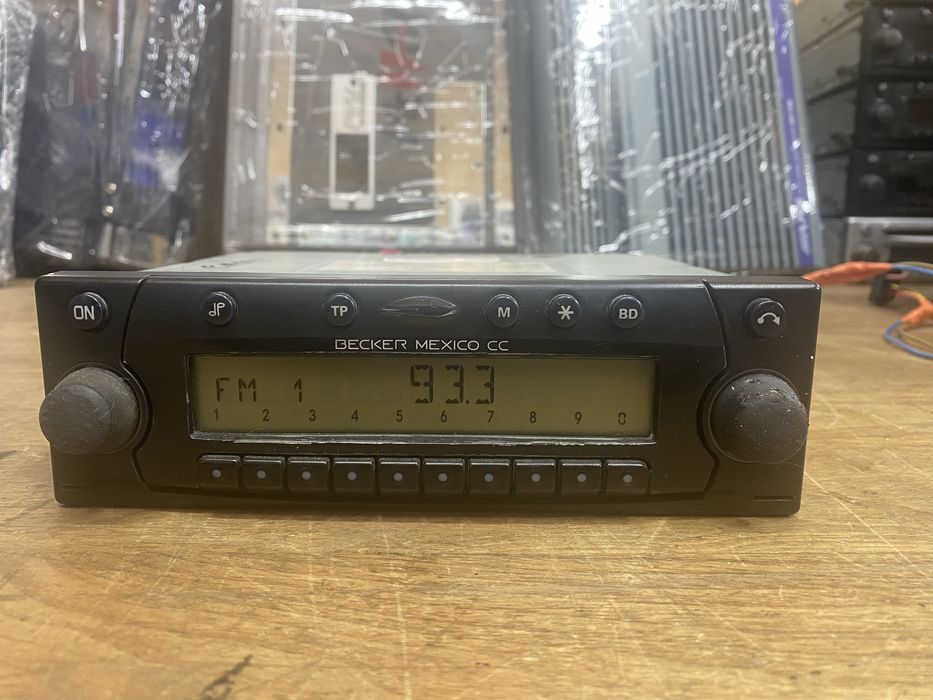 ON TP M BD
BECKER MEXICO CC
FM 1 93.3
1 2 3 4 5 6 7 8 9 0